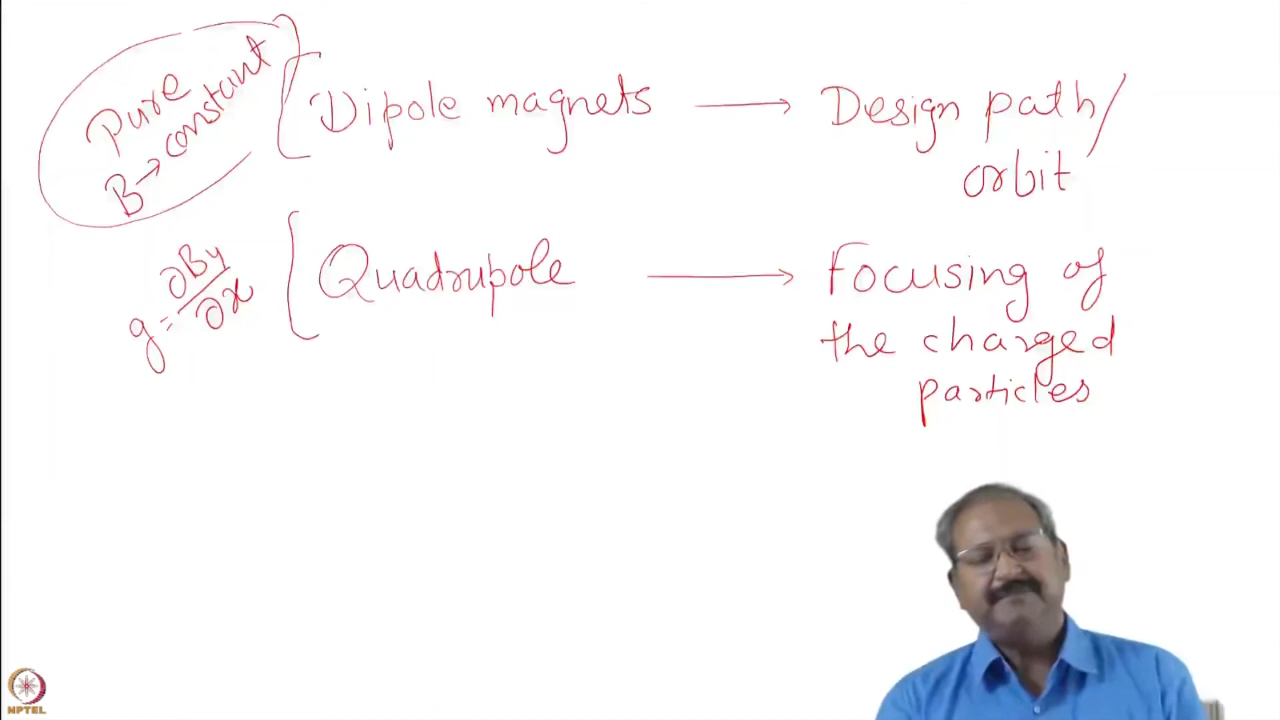 Pure
B → constant
Dipole magnets → Design path/
orbit
g = ∂By/∂x
Quadrupole → Focusing of
the charged
particles
NPTEL